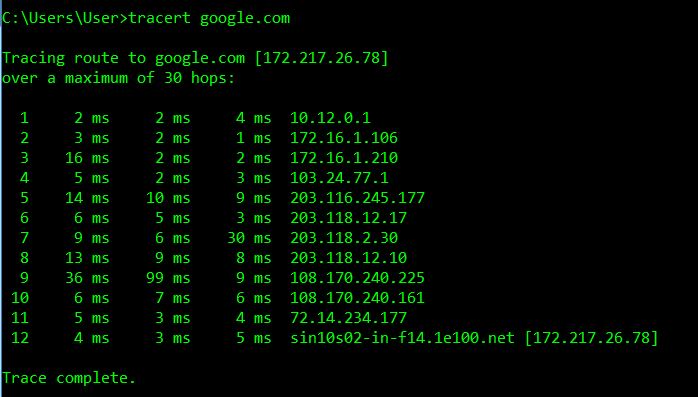 C:\Users\User>tracert google.com
Tracing route to google.com [172.217.26.78]
over a maximum of 30 hops:
1 2 ms 2 ms 4 ms 10.12.0.1
2 3 ms 2 ms 1 ms 172.16.1.106
3 16 ms 2 ms 2 ms 172.16.1.210
4 5 ms 2 ms 3 ms 103.24.77.1
5 14 ms 10 ms 9 ms 203.116.245.177
6 6 ms 5 ms 3 ms 203.118.12.17
7 9 ms 6 ms 30 ms 203.118.2.30
8 13 ms 9 ms 8 ms 203.118.12.10
9 36 ms 99 ms 9 ms 108.170.240.225
10 6 ms 7 ms 6 ms 108.170.240.161
11 5 ms 3 ms 4 ms 72.14.234.177
12 4 ms 3 ms 5 ms sin10s02-in-f14.1e100.net [172.217.26.78]
Trace complete.